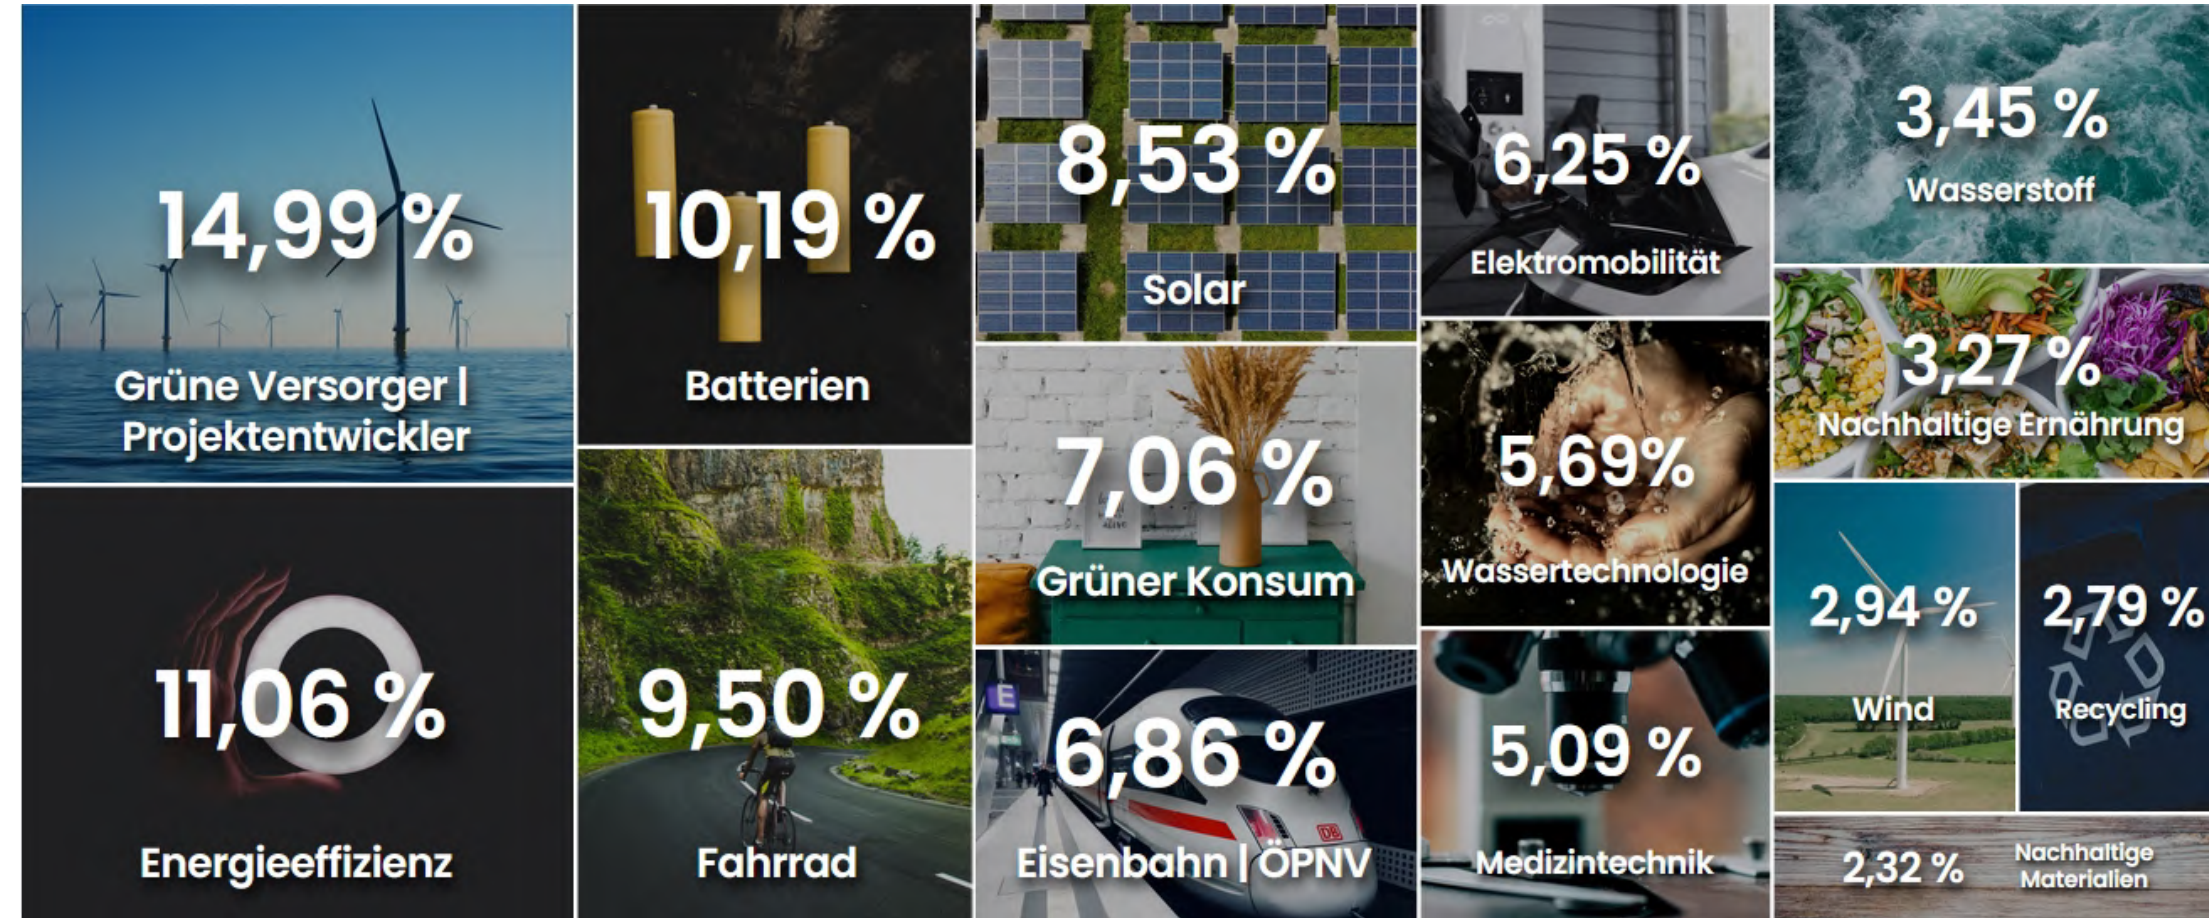 14,99 %
Grüne Versorger |
Projektentwickler
11,06 %
Energieeffizienz
10,19 %
Batterien
9,50 %
Fahrrad
8,53 %
Solar
7,06 %
Grüner Konsum
E
6,86 %
DB
Eisenbahn | ÖPNV
6,25 %
Elektromobilität
5,69%
Wassertechnologie
5,09 %
Medizintechnik
3,45 %
Wasserstoff
3,27 %
Nachhaltige Ernährung
2,94 %
Wind
2,79 %
Recycling
2,32 %
Nachhaltige
Materialien